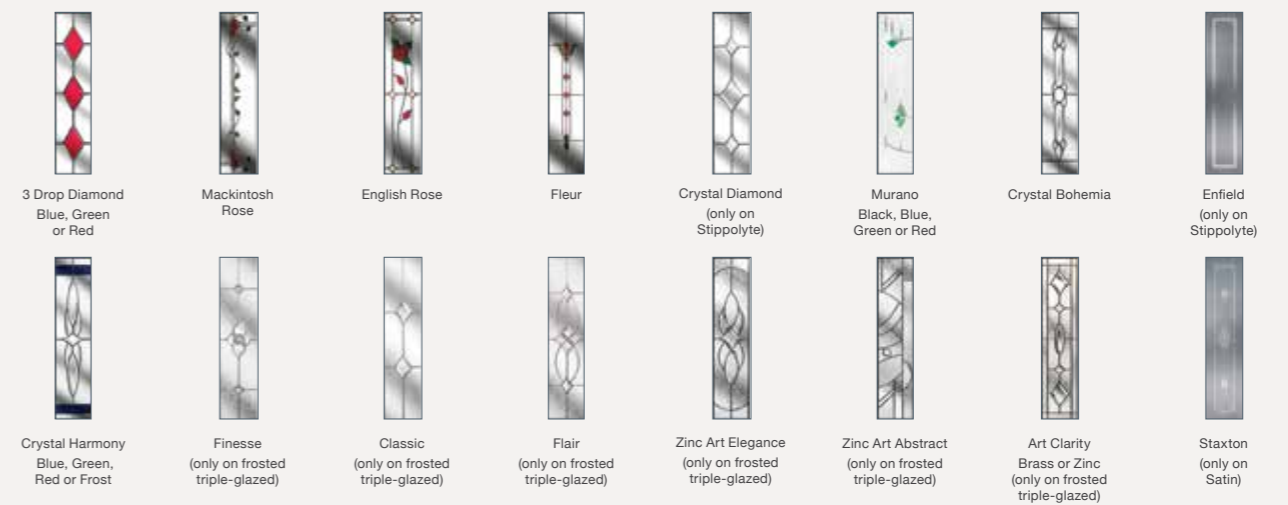 3 Drop Diamond
Blue, Green
or Red
Mackintosh
Rose
English Rose
Fleur
Crystal Diamond
(only on
Stippolyte)
Murano
Black, Blue,
Green or Red
Crystal Bohemia
Enfield
(only on
Stippolyte)
Crystal Harmony
Blue, Green,
Red or Frost
Finesse
(only on frosted
triple-glazed)
Classic
(only on frosted
triple-glazed)
Flair
(only on frosted
triple-glazed)
Zinc Art Elegance
(only on frosted
triple-glazed)
Zinc Art Abstract
(only on frosted
triple-glazed)
Art Clarity
Brass or Zinc
(only on frosted
triple-glazed)
Staxton
(only on
Satin)